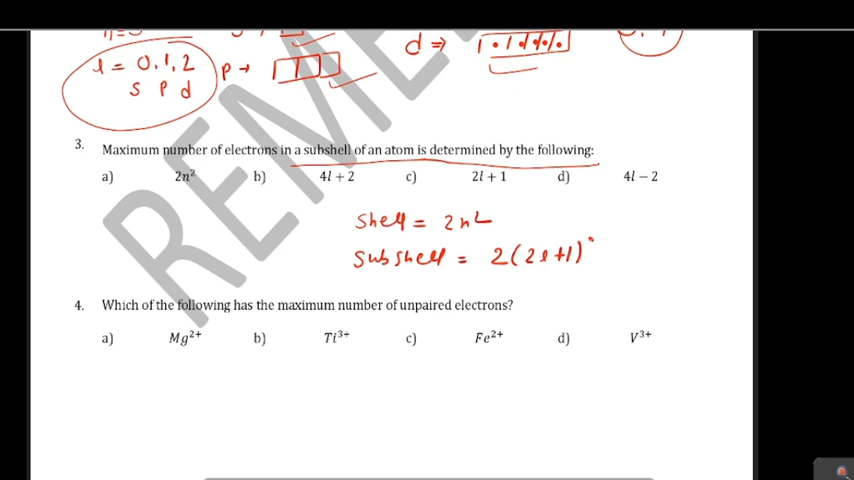 l = 0,1,2
s p d
p →
d ⇒
3. Maximum number of electrons in a subshell of an atom is determined by the following:
a) 2n² b) 4l + 2 c) 2l + 1 d) 4l − 2
Shell = 2n²
Subshell = 2(2l+1)
4. Which of the following has the maximum number of unpaired electrons?
a) Mg²⁺ b) Ti³⁺ c) Fe²⁺ d) V³⁺
REME